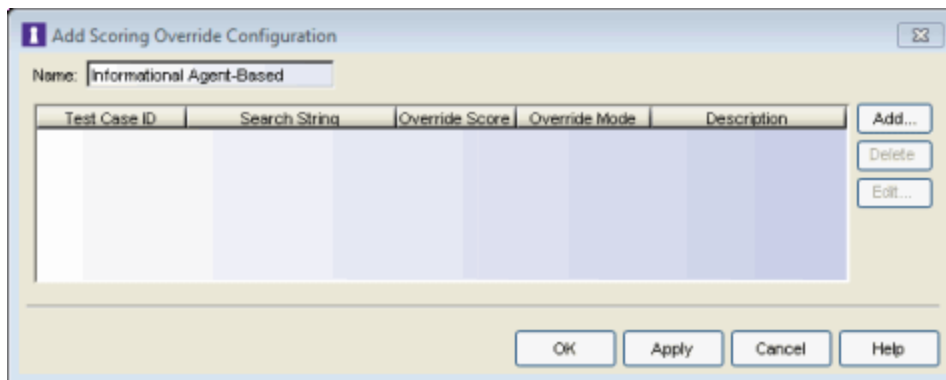 Add Scoring Override Configuration
Name: Informational Agent-Based
Test Case ID Search String Override Score Override Mode Description
Add...
Delete
Edit...
OK Apply Cancel Help